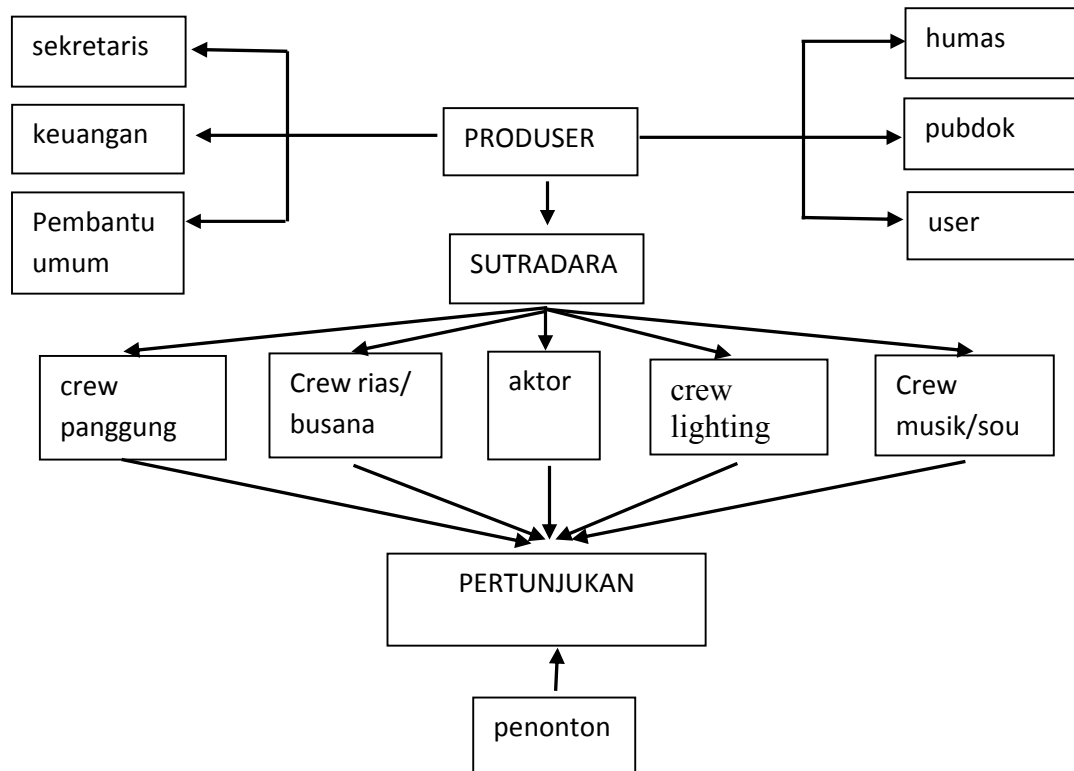 sekretaris
humas
keuangan
PRODUSER
pubdok
Pembantu
umum
user
SUTRADARA
crew
panggung
Crew rias/
busana
aktor
crew
lighting
Crew
musik/sou
PERTUNJUKAN
penonton